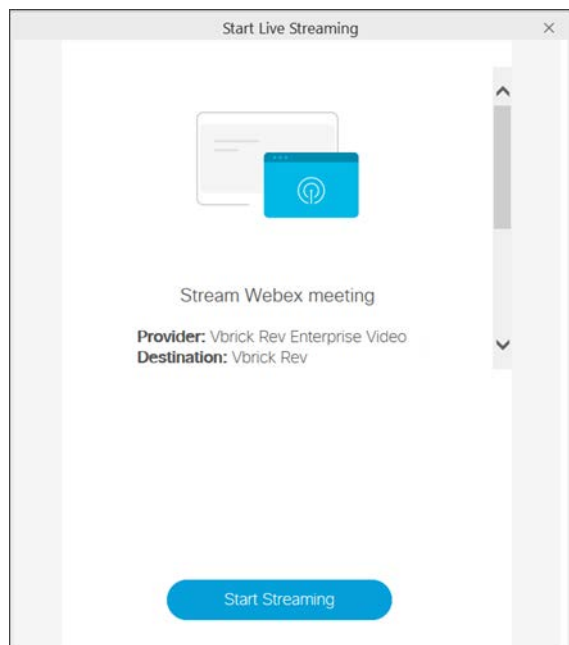 Start Live Streaming
Stream Webex meeting
Provider: Vbrick Rev Enterprise Video
Destination: Vbrick Rev
Start Streaming